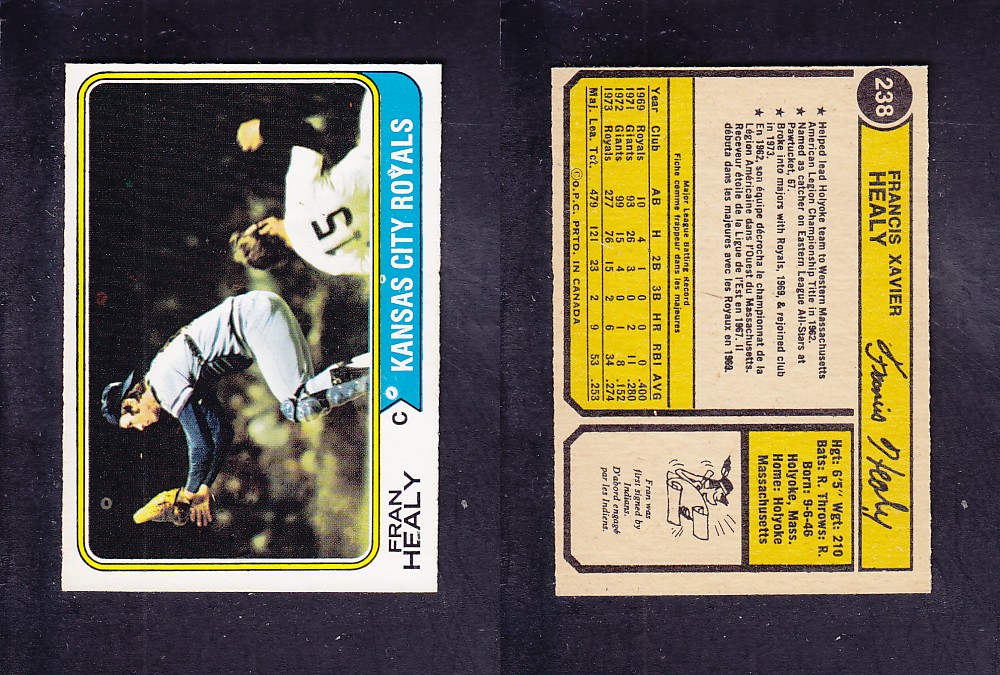 KANSAS CITY ROYALS
FRAN
HEALY
C
15
238
FRANCIS XAVIER
HEALY
Francis X Healy
★ Helped lead Holyoke team to Western Massachusetts
American Legion Championship Title in 1962.
★ Named as catcher on Eastern League All-Stars at
Pawtucket, 67.
★ Broke into majors with Royals, 1969, & rejoined club
in 1973.
★ En 1962, son équipe décrocha le championnat de la
Légion Américaine dans l'Ouest du Massachusetts.
Receveur étoile de la Ligue de l'Est en 1967. Il
débuta dans les majeures avec les Royaux en 1969.
Major League Batting Record
Fiche comme frappeur dans les majeures
Year Club AB H 2B 3B HR RBI AVG
1969 Royals 10 4 1 0 0 0 .400
1971 Giants 93 26 3 0 2 11 .280
1972 Giants 99 15 4 0 1 8 .152
1973 Royals 277 76 15 2 6 34 .274
Maj. Lea. Tot. 479 121 23 2 9 53 .253
©O.P.C. PRTD. IN CANADA
Hgt: 6'5" Wgt: 210
Bats: R. Throws: R.
Born: 9-6-46
Holyoke, Mass.
Home: Holyoke
Massachusetts
Fran was
first signed by
Indians.
D'abord engagé
par les Indiens.